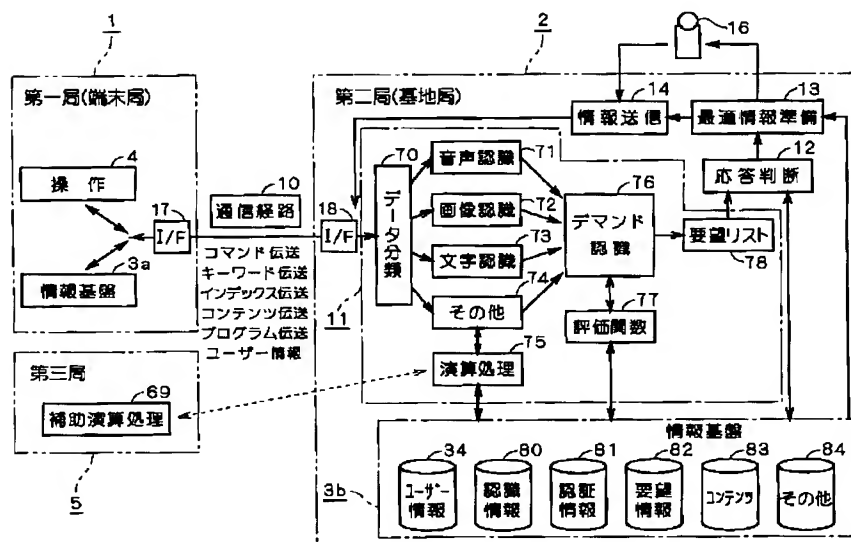 1
第一局(端末局)
4
操作
17
I/F
3a
情報基盤
10
通信経路
コマンド伝送
キーワード伝送
インデックス伝送
コンテンツ伝送
プログラム伝送
ユーザー情報
第三局
69
補助演算処理
5
2
16
第二局(基地局)
14
情報送信
13
最適情報準備
12
応答判断
18
I/F
70
データ分類
音声認識
71
画像認識
72
文字認識
73
その他
74
演算処理
75
76
デマンド
認識
77
評価関数
要望リスト
78
11
情報基盤
3b
34
ユーザー
情報
80
認識
情報
81
認証
情報
82
要望
情報
83
コンテンツ
84
その他